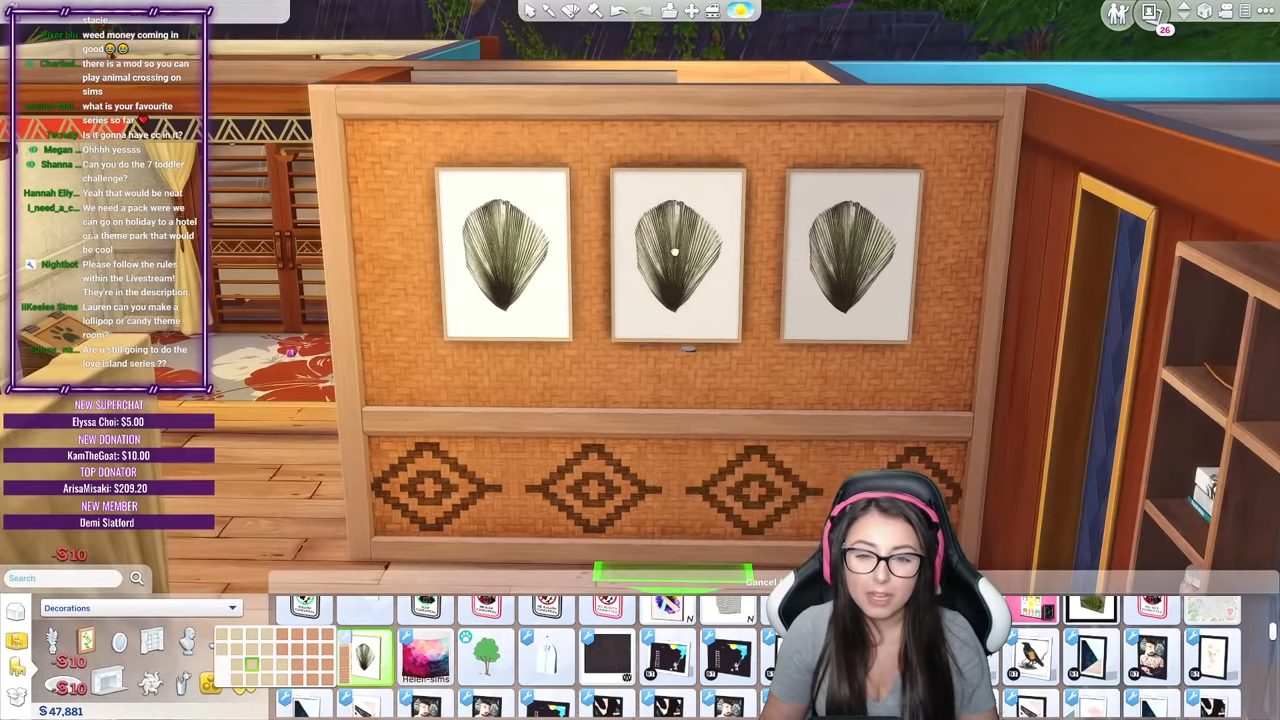 stacie
weed money coming in
good
there is a mod so you can
play animal crossing on
sims
what is your favourite
series so far
Is it gonna have cc in it?
Megan ... Ohhhh yessss
Shanna ... Can you do the 7 toddler
challenge?
Hannah Elly... Yeah that would be neat
I_need_a_c... We need a pack were we
can go on holiday to a hotel
or a theme park that would
be cool
Nightbot Please follow the rules
within the Livestream!
They're in the description.
Lauren can you make a
lollipop or candy theme
room?
Are u still going to do the
love island series ??
NEW SUPERCHAT
Elyssa Choi: $5.00
NEW DONATION
KamTheGoat: $10.00
TOP DONATOR
ArisaMisaki: $209.20
NEW MEMBER
Demi Slatford
-§10
Search
Decorations
-§10
-§10
§47,881
26
Cancel
Helen-sims